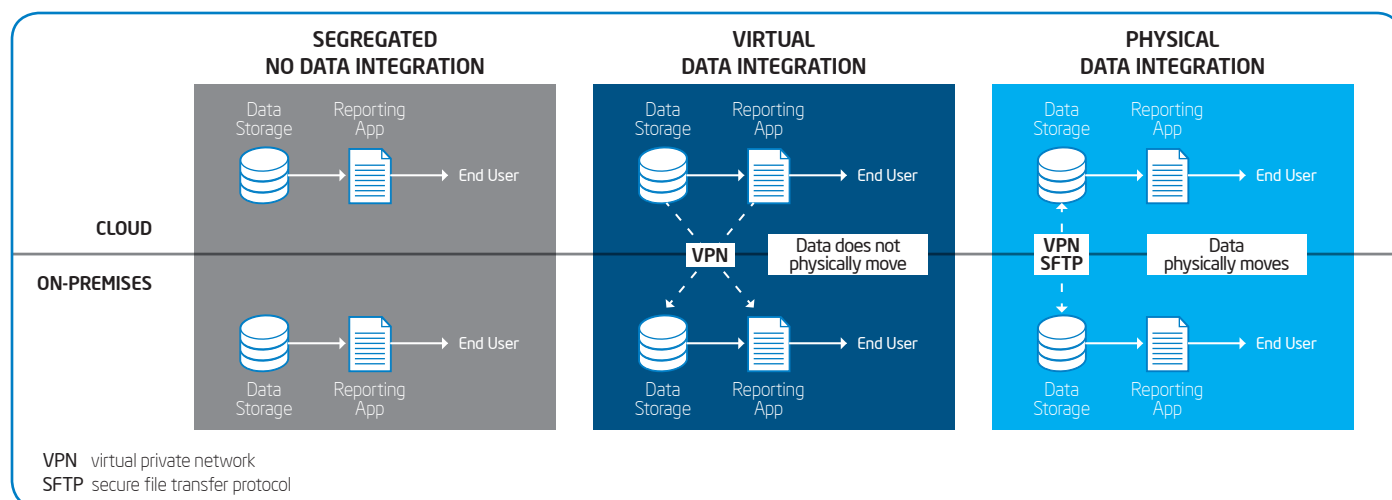 SEGREGATED
NO DATA INTEGRATION
VIRTUAL
DATA INTEGRATION
PHYSICAL
DATA INTEGRATION
Data
Storage
Reporting
App
End User
Data
Storage
Reporting
App
End User
Data
Storage
Reporting
App
End User
CLOUD
ON-PREMISES
VPN
Data does not
physically move
VPN
SFTP
Data
physically moves
End User
Data
Storage
Reporting
App
End User
Data
Storage
Reporting
App
End User
Data
Storage
Reporting
App
VPN virtual private network
SFTP secure file transfer protocol